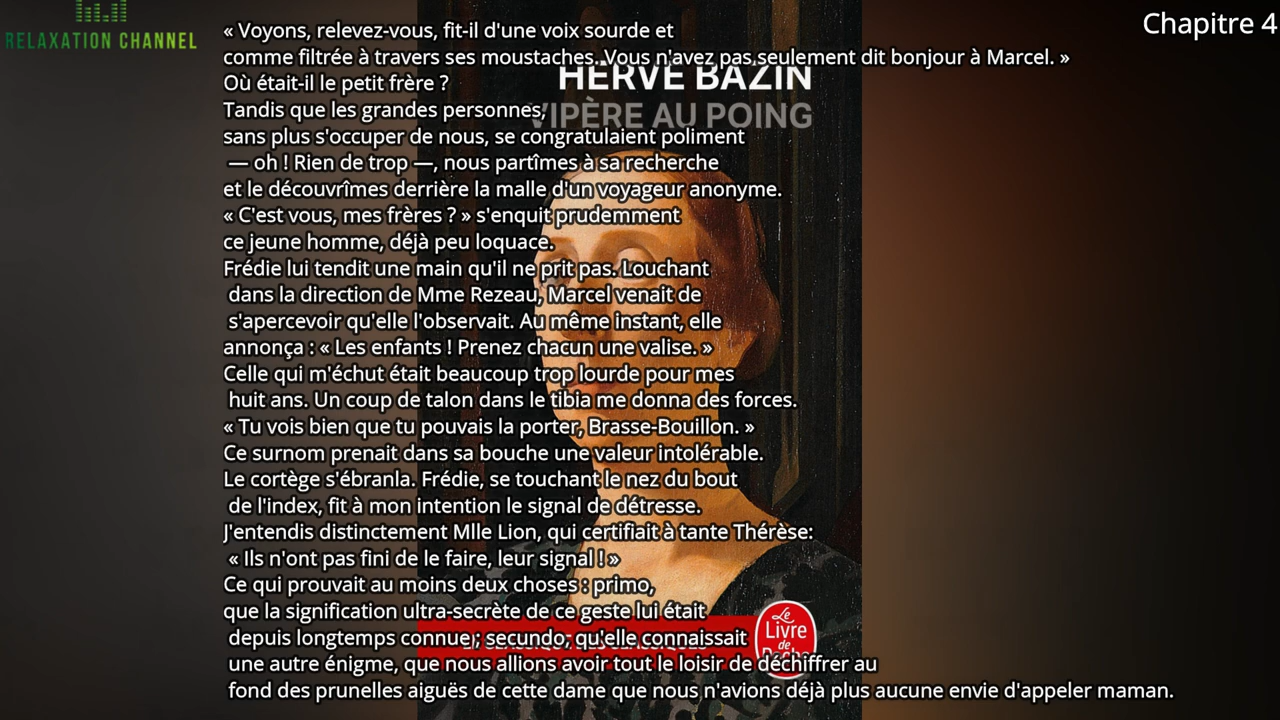 RELAXATION CHANNEL
Chapitre 4
« Voyons, relevez-vous, fit-il d'une voix sourde et
comme filtrée à travers ses moustaches. Vous n'avez pas seulement dit bonjour à Marcel. »
HERVÉ BAZIN
Où était-il le petit frère ?
Tandis que les grandes personnes,
VIPÈRE AU POING
sans plus s'occuper de nous, se congratulaient poliment
— oh ! Rien de trop —, nous partîmes à sa recherche
et le découvrîmes derrière la malle d'un voyageur anonyme.
« C'est vous, mes frères ? » s'enquit prudemment
ce jeune homme, déjà peu loquace.
Frédie lui tendit une main qu'il ne prit pas. Louchant
dans la direction de Mme Rezeau, Marcel venait de
s'apercevoir qu'elle l'observait. Au même instant, elle
annonça : « Les enfants ! Prenez chacun une valise. »
Celle qui m'échut était beaucoup trop lourde pour mes
huit ans. Un coup de talon dans le tibia me donna des forces.
« Tu vois bien que tu pouvais la porter, Brasse-Bouillon. »
Ce surnom prenait dans sa bouche une valeur intolérable.
Le cortège s'ébranla. Frédie, se touchant le nez du bout
de l'index, fit à mon intention le signal de détresse.
J'entendis distinctement Mlle Lion, qui certifiait à tante Thérèse:
« Ils n'ont pas fini de le faire, leur signal ! »
Ce qui prouvait au moins deux choses : primo,
que la signification ultra-secrète de ce geste lui était
depuis longtemps connue ; secundo, qu'elle connaissait
Le Livre de Poche
une autre énigme, que nous allions avoir tout le loisir de déchiffrer au
fond des prunelles aiguës de cette dame que nous n'avions déjà plus aucune envie d'appeler maman.